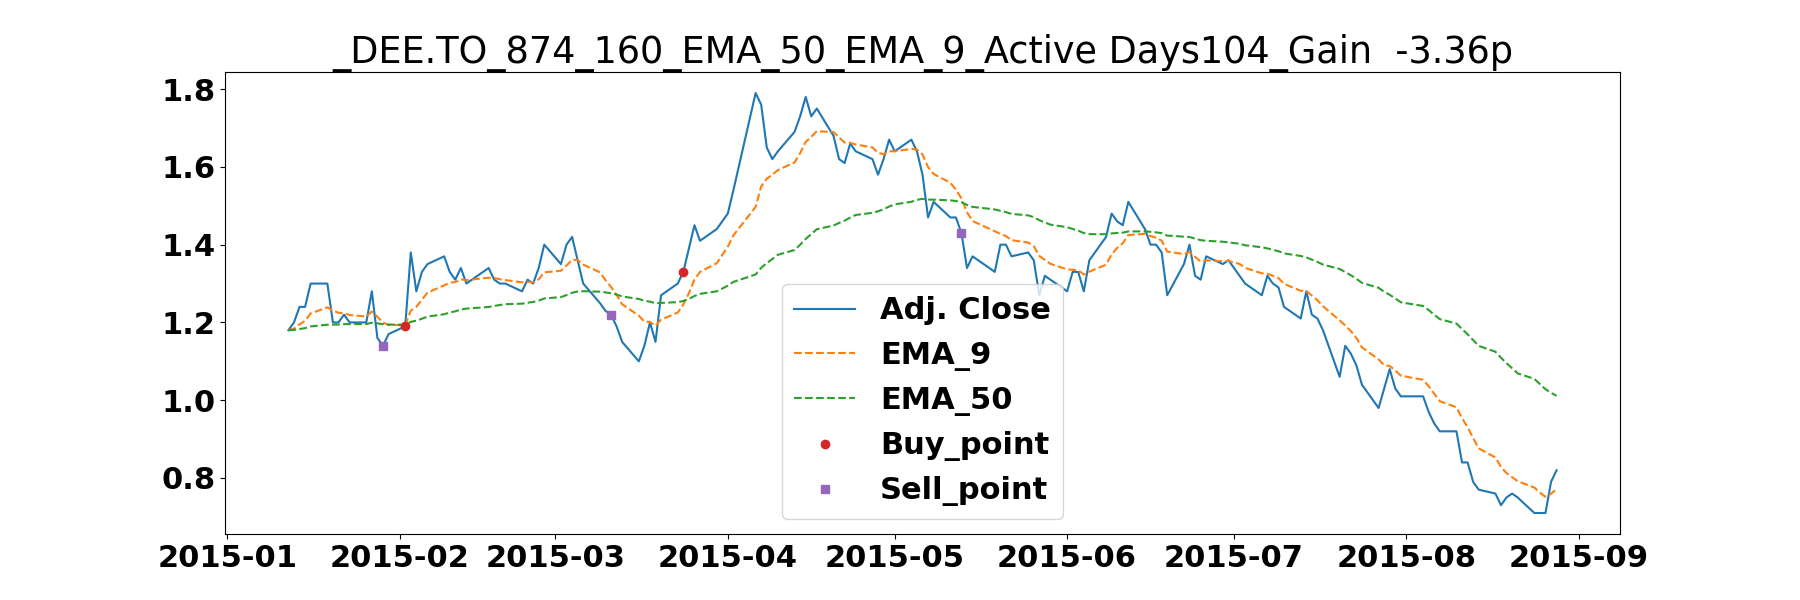 _DEE.TO_874_160_EMA_50_EMA_9_Active Days104_Gain  -3.36p
1.8
1.6
1.4
1.2
1.0
0.8
Adj. Close
EMA_9
EMA_50
Buy_point
Sell_point
2015-01 2015-02 2015-03 2015-04 2015-05 2015-06 2015-07 2015-08 2015-09